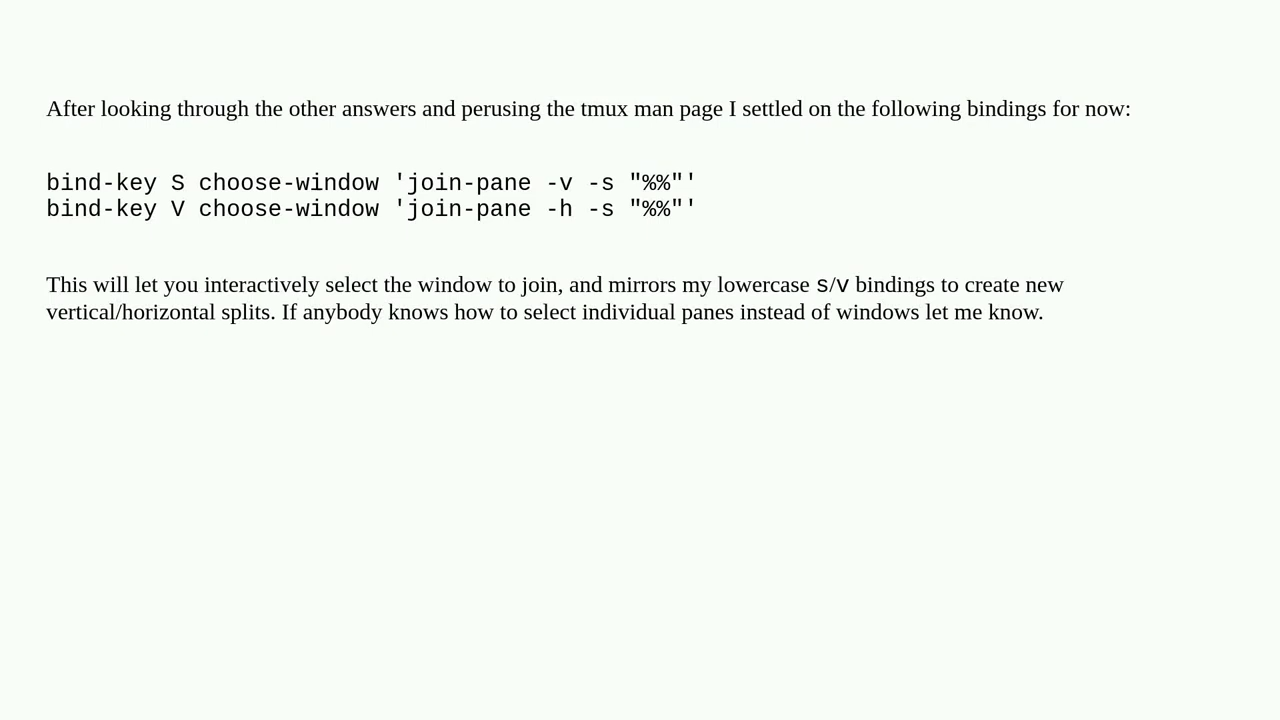 After looking through the other answers and perusing the tmux man page I settled on the following bindings for now:
bind-key S choose-window 'join-pane -v -s "%%"'
bind-key V choose-window 'join-pane -h -s "%%"'
This will let you interactively select the window to join, and mirrors my lowercase s/v bindings to create new
vertical/horizontal splits. If anybody knows how to select individual panes instead of windows let me know.